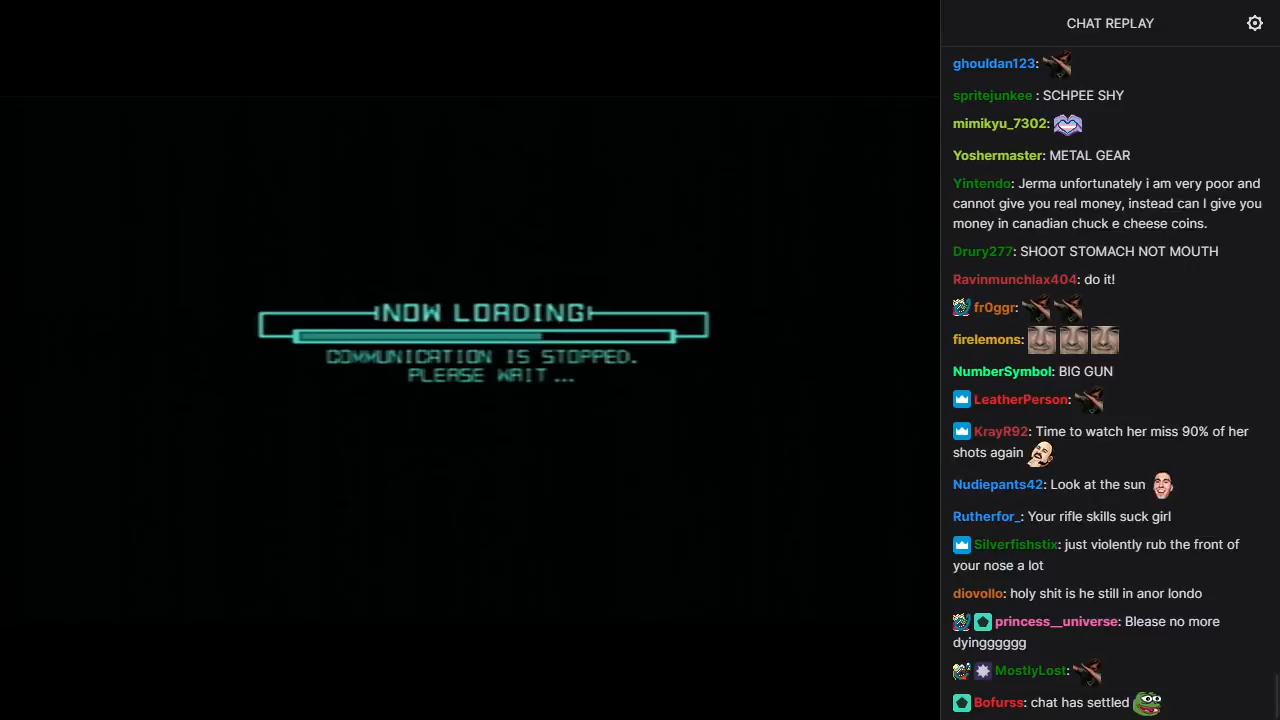 CHAT REPLAY
ghouldan123:
spritejunkee : SCHPEE SHY
mimikyu_7302:
Yoshermaster: METAL GEAR
Yintendo: Jerma unfortunately i am very poor and
cannot give you real money, instead can I give you
money in canadian chuck e cheese coins.
Drury277: SHOOT STOMACH NOT MOUTH
Ravinmunchlax404: do it!
fr0ggr:
firelemons:
NumberSymbol: BIG GUN
LeatherPerson:
KrayR92: Time to watch her miss 90% of her
shots again
Nudiepants42: Look at the sun
Rutherfor_: Your rifle skills suck girl
Silverfishstix: just violently rub the front of
your nose a lot
diovollo: holy shit is he still in anor londo
princess__universe: Blease no more
dyingggggg
MostlyLost:
Bofurss: chat has settled
NOW LOADING
COMMUNICATION IS STOPPED.
PLEASE WAIT...